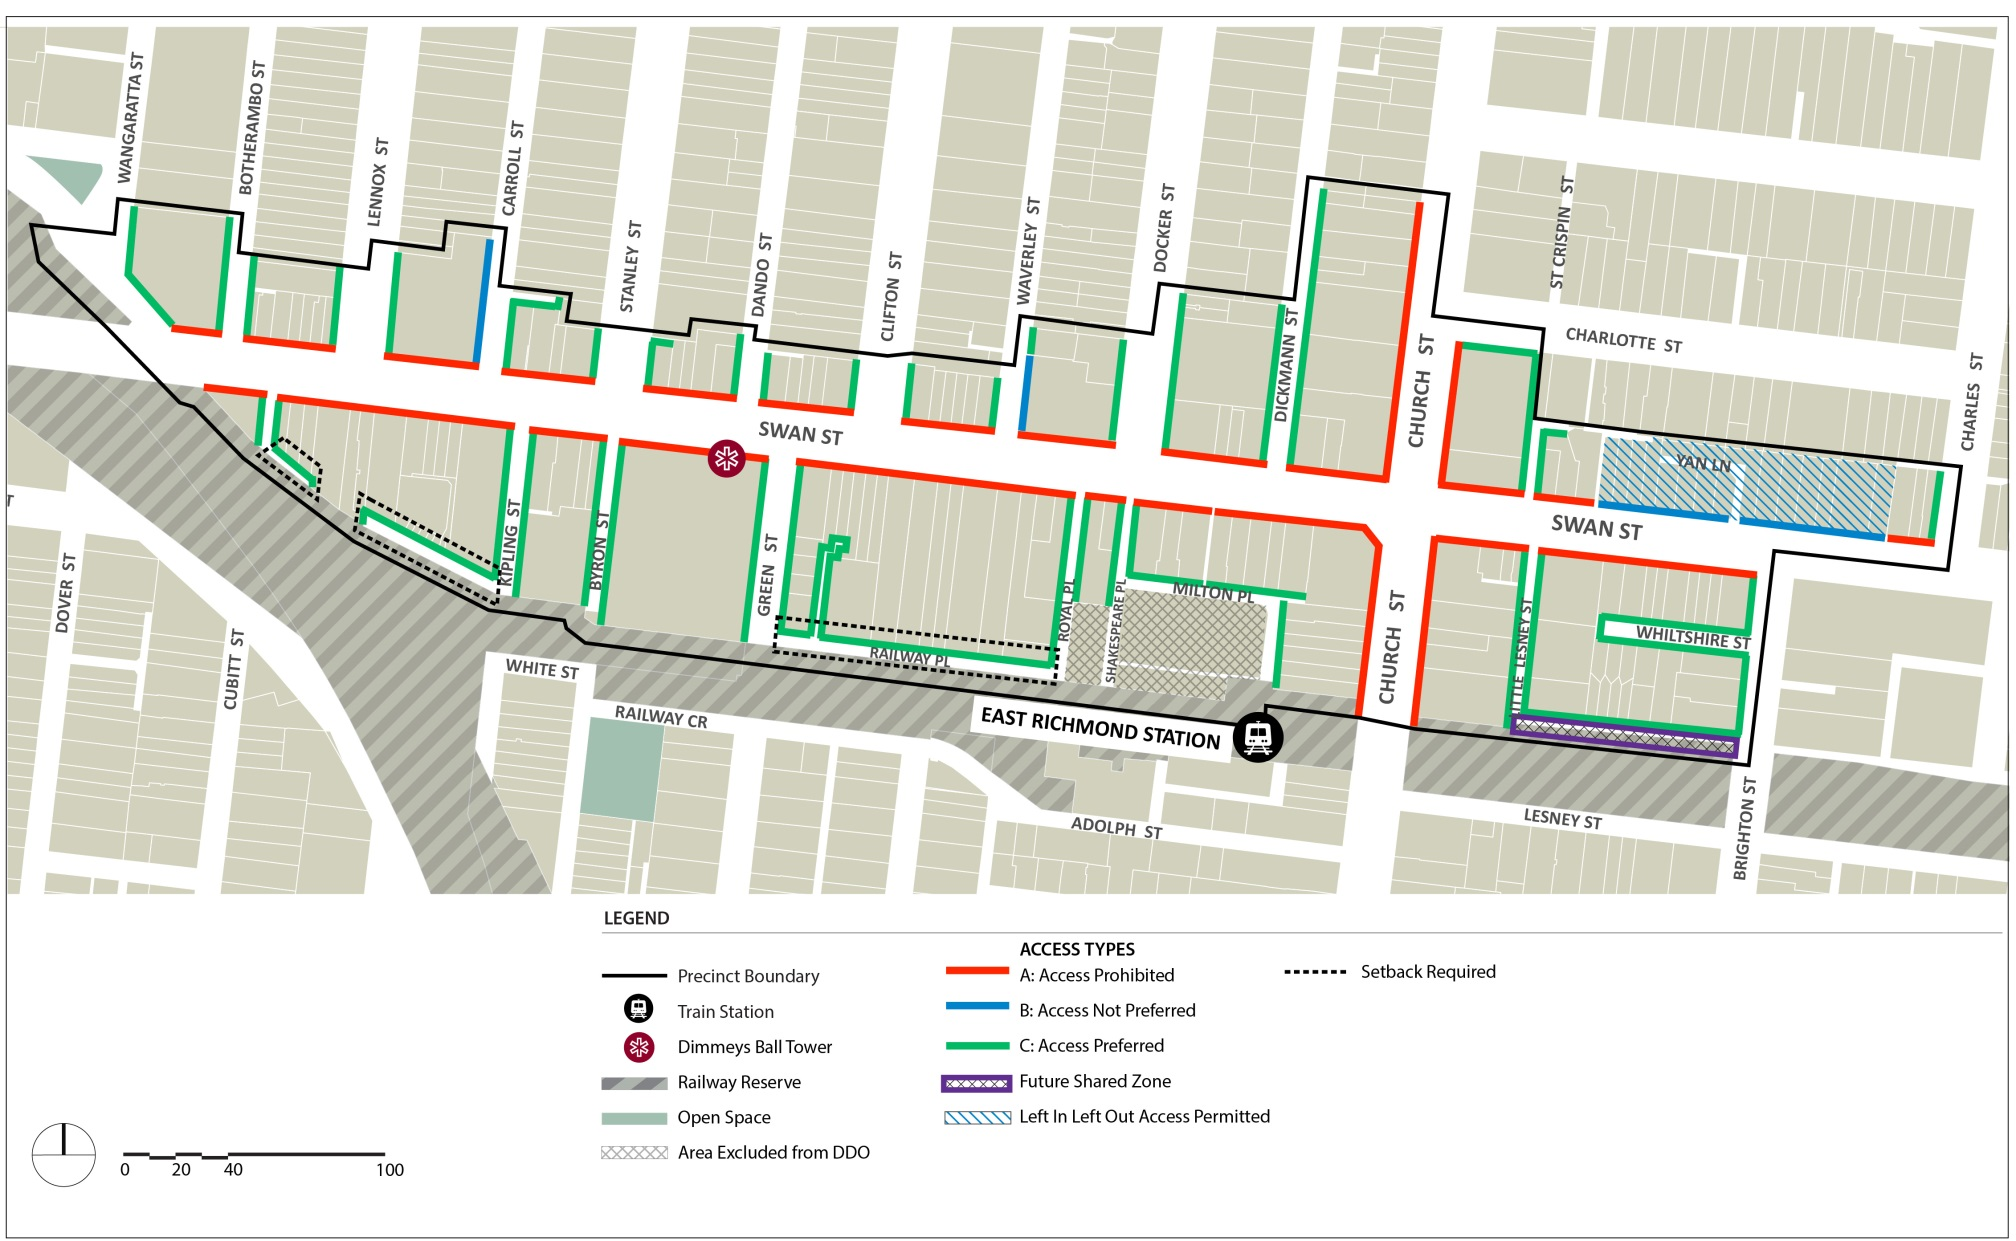 WANGARATTA ST
BOTHERAMBO ST
LENNOX ST
CARROLL ST
STANLEY ST
DANDO ST
CLIFTON ST
WAVERLEY ST
DOCKER ST
DICKMANN ST
CHURCH ST
ST CRISPIN ST
CHARLOTTE ST
CHARLES ST
SWAN ST
YAN LN
SWAN ST
DOVER ST
CUBITT ST
KIPLING ST
BYRON ST
GREEN ST
ROYAL PL
SHAKESPEARE PL
MILTON PL
CHURCH ST
LITTLE LESNEY ST
WHILTSHIRE ST
WHITE ST
RAILWAY PL
RAILWAY CR
EAST RICHMOND STATION
ADOLPH ST
LESNEY ST
BRIGHTON ST
LEGEND
Precinct Boundary
Train Station
Dimmeys Ball Tower
Railway Reserve
Open Space
Area Excluded from DDO
ACCESS TYPES
A: Access Prohibited
B: Access Not Preferred
C: Access Preferred
Future Shared Zone
Left In Left Out Access Permitted
Setback Required
0 20 40 100